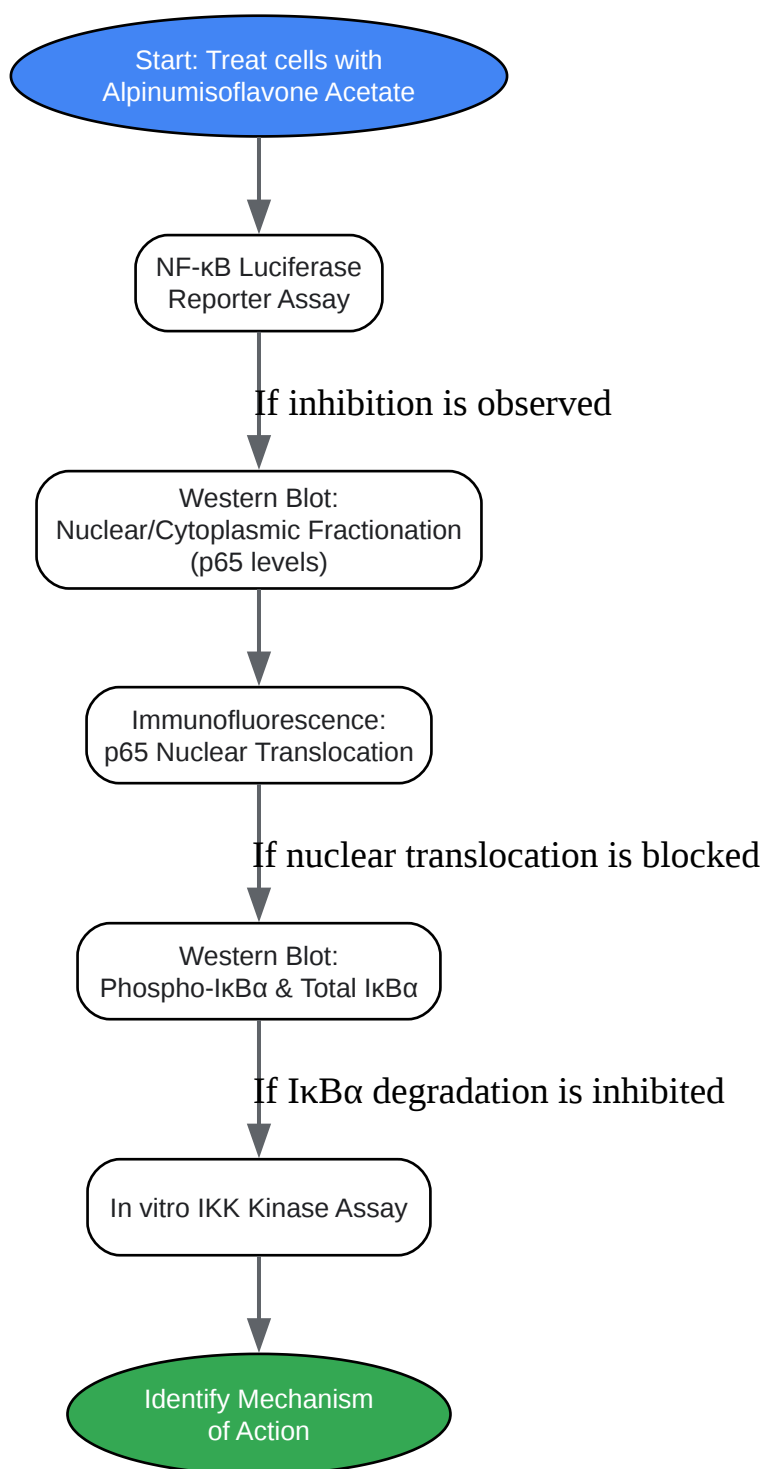 Start: Treat cells with
Alpinumisoflavone Acetate
NF-κB Luciferase
Reporter Assay
If inhibition is observed
Western Blot:
Nuclear/Cytoplasmic Fractionation
(p65 levels)
Immunofluorescence:
p65 Nuclear Translocation
If nuclear translocation is blocked
Western Blot:
Phospho-IκBα & Total IκBα
If IκBα degradation is inhibited
In vitro IKK Kinase Assay
Identify Mechanism
of Action